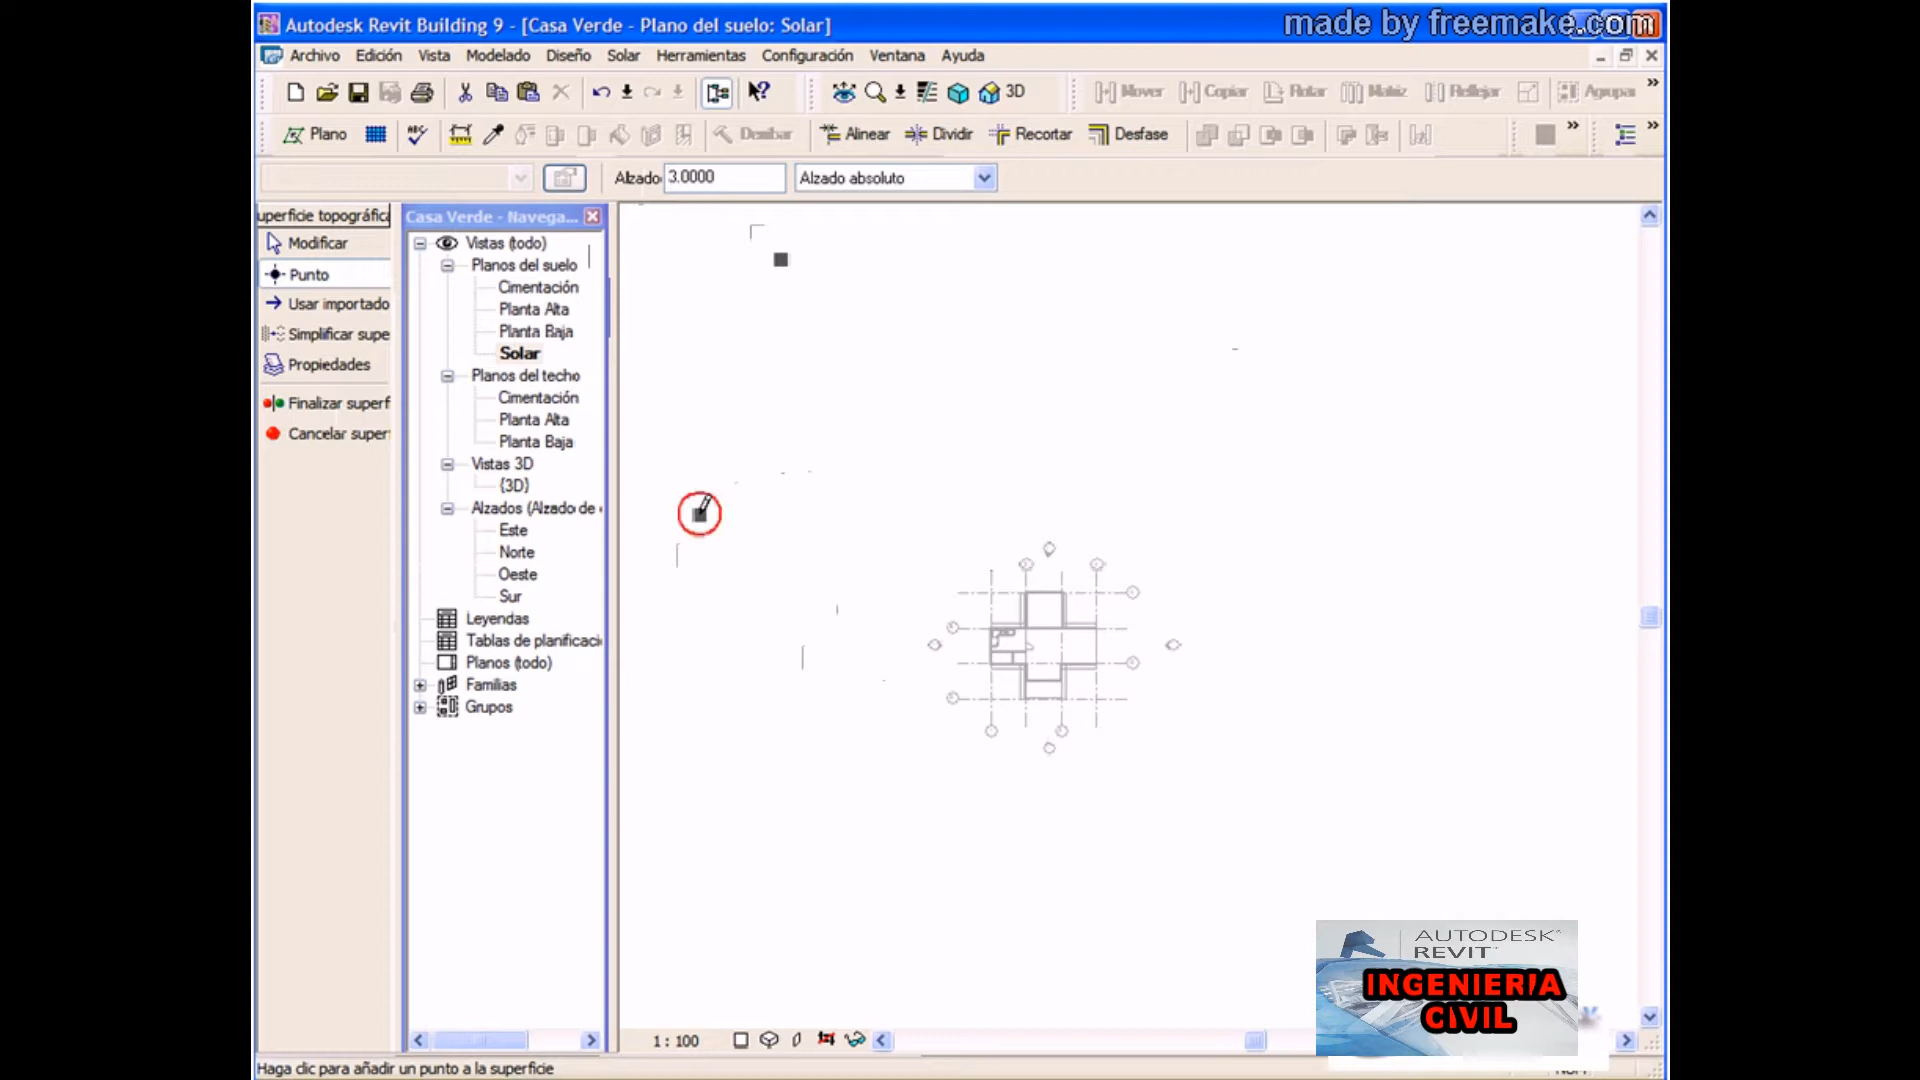 Autodesk Revit Building 9 - [Casa Verde - Plano del suelo: Solar]
made by freemake.com
Archivo Edición Vista Modelado Diseño Solar Herramientas Configuración Ventana Ayuda
3D Mover Copiar Rotar Matriz Reflejar Agrupar
Plano Derribar Alinear Dividir Recortar Desfase
Alzado 3.0000 Alzado absoluto
uperficie topográfica
Modificar
Punto
Usar importado
Simplificar supe
Propiedades
Finalizar superf
Cancelar super
Casa Verde - Navega...
Vistas (todo)
Planos del suelo
Cimentación
Planta Alta
Planta Baja
Solar
Planos del techo
Cimentación
Planta Alta
Planta Baja
Vistas 3D
{3D}
Alzados (Alzado de
Este
Norte
Oeste
Sur
Leyendas
Tablas de planificaci
Planos (todo)
Familias
Grupos
1 : 100
AUTODESK
REVIT
INGENIERIA
CIVIL
Haga clic para añadir un punto a la superficie